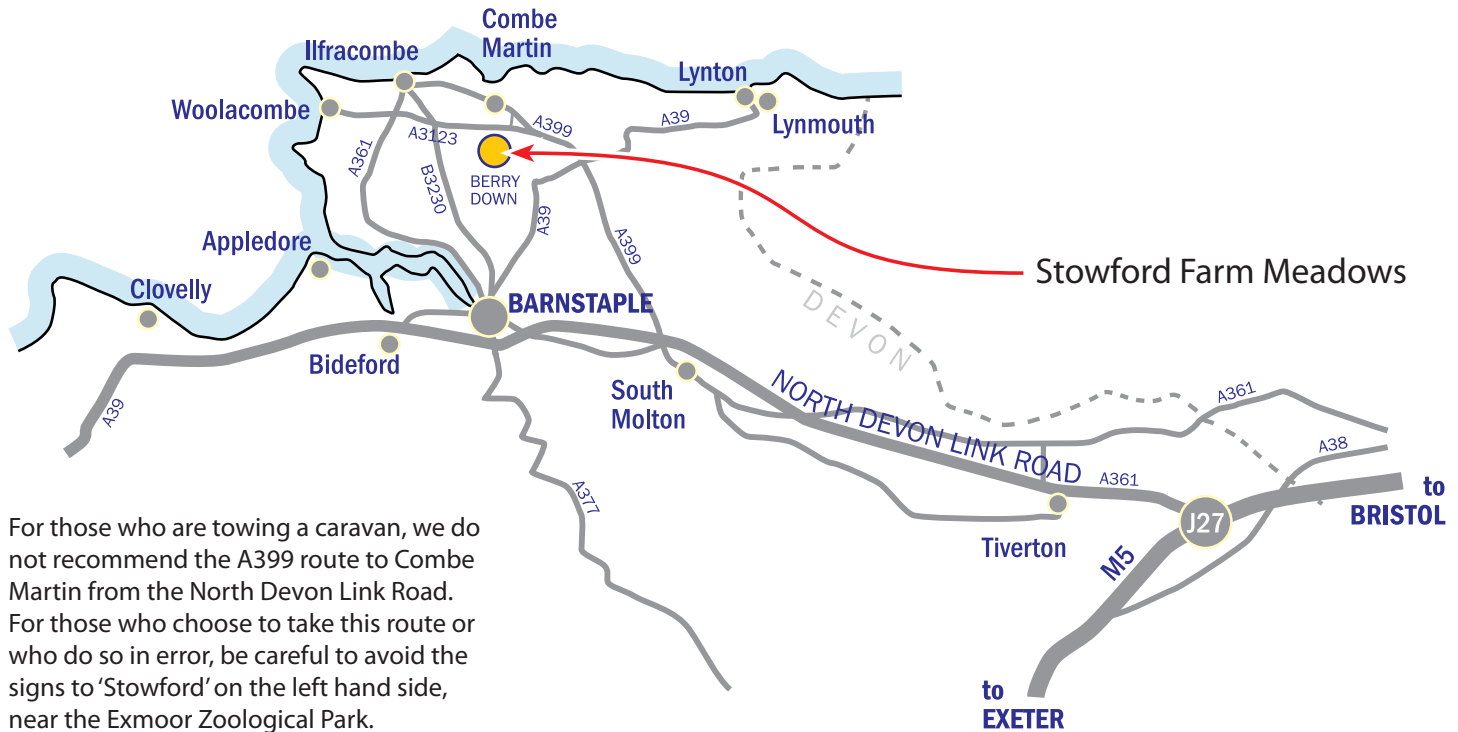 Combe
Martin
Ilfracombe
Lynton
Woolacombe
Lynmouth
A399
A39
A3123
A361
B3230
BERRY
DOWN
A39
A399
Appledore
Stowford Farm Meadows
Clovelly
BARNSTAPLE
DEVON
Bideford
South
Molton
NORTH DEVON LINK ROAD
A361
A39
A38
A361
to
BRISTOL
J27
A377
Tiverton
M5
to
EXETER
For those who are towing a caravan, we do
not recommend the A399 route to Combe
Martin from the North Devon Link Road.
For those who choose to take this route or
who do so in error, be careful to avoid the
signs to ‘Stowford’ on the left hand side,
near the Exmoor Zoological Park.